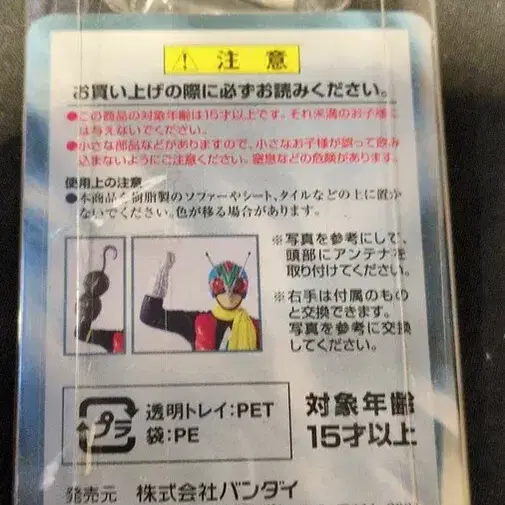 注意
お買い上げの際に必ずお読みください。
●この商品の対象年齢は15才以上です。それ未満のお子様に
は与えないでください。
●小さな部品などがありますので、小さなお子様が誤って飲み
込まないようにご注意ください。窒息などの危険があります。
使用上の注意
●本商品を樹脂製のソファーやシート、タイルなどの上に置か
ないでください。色が移る場合があります。
※写真を参考にして、
頭部にアンテナを
取り付けてください。
※右手は付属のもの
と交換できます。
写真を参考に交換
してください。
プラ
透明トレイ:PET
袋:PE
対象年齢
15才以上
発売元 株式会社バンダイ